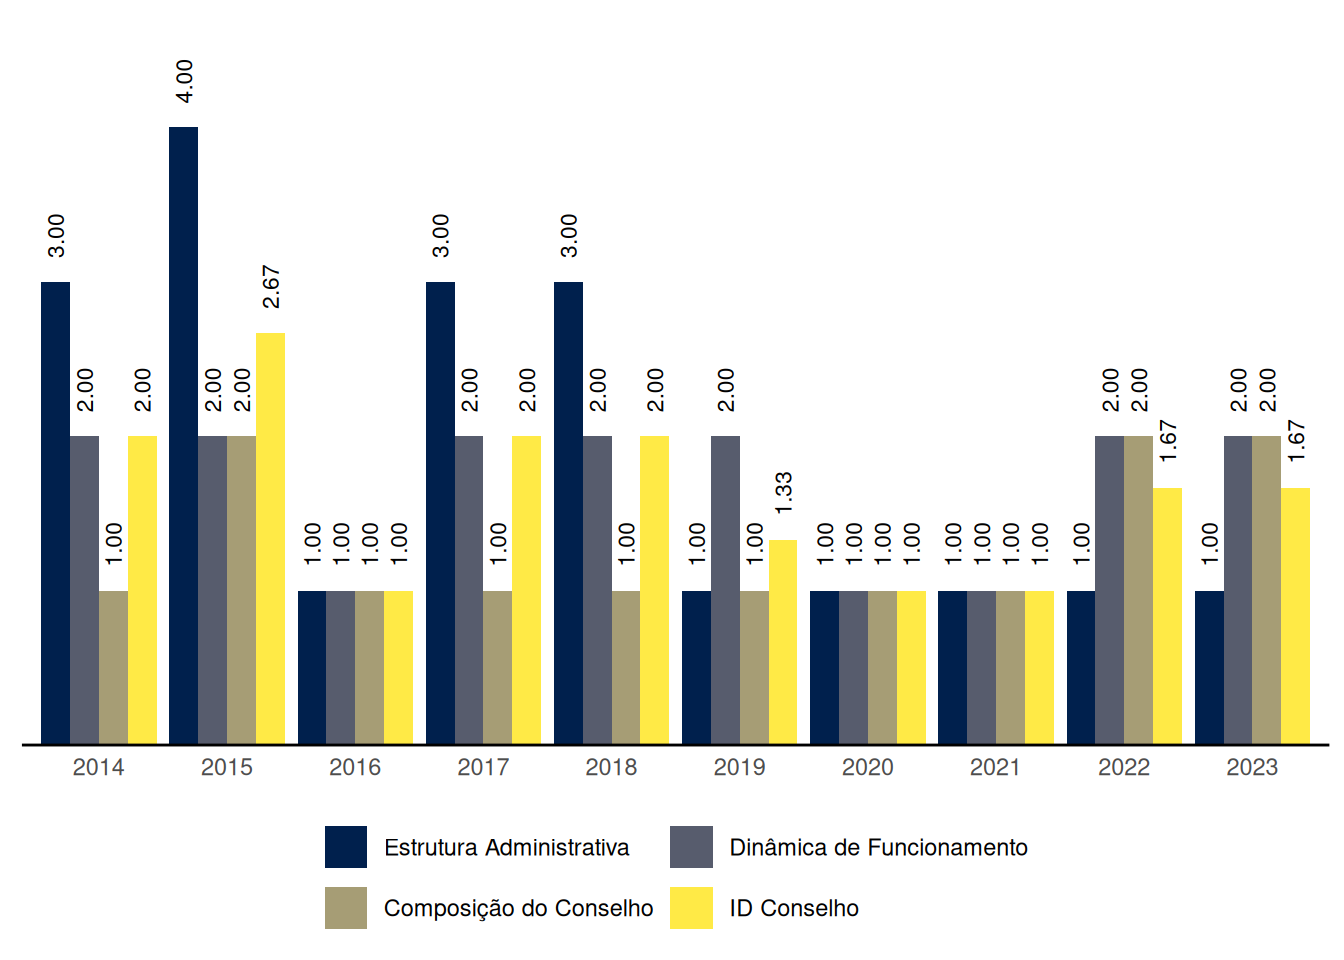 3.00 2.00 1.00 2.00
4.00 2.00 2.00 2.67
1.00 1.00 1.00 1.00
3.00 2.00 1.00 2.00
3.00 2.00 1.00 2.00
1.00 2.00 1.00 1.33
1.00 1.00 1.00 1.00
1.00 1.00 1.00 1.00
1.00 2.00 2.00 1.67
1.00 2.00 2.00 1.67
2014 2015 2016 2017 2018 2019 2020 2021 2022 2023
Estrutura Administrativa Dinâmica de Funcionamento
Composição do Conselho ID Conselho